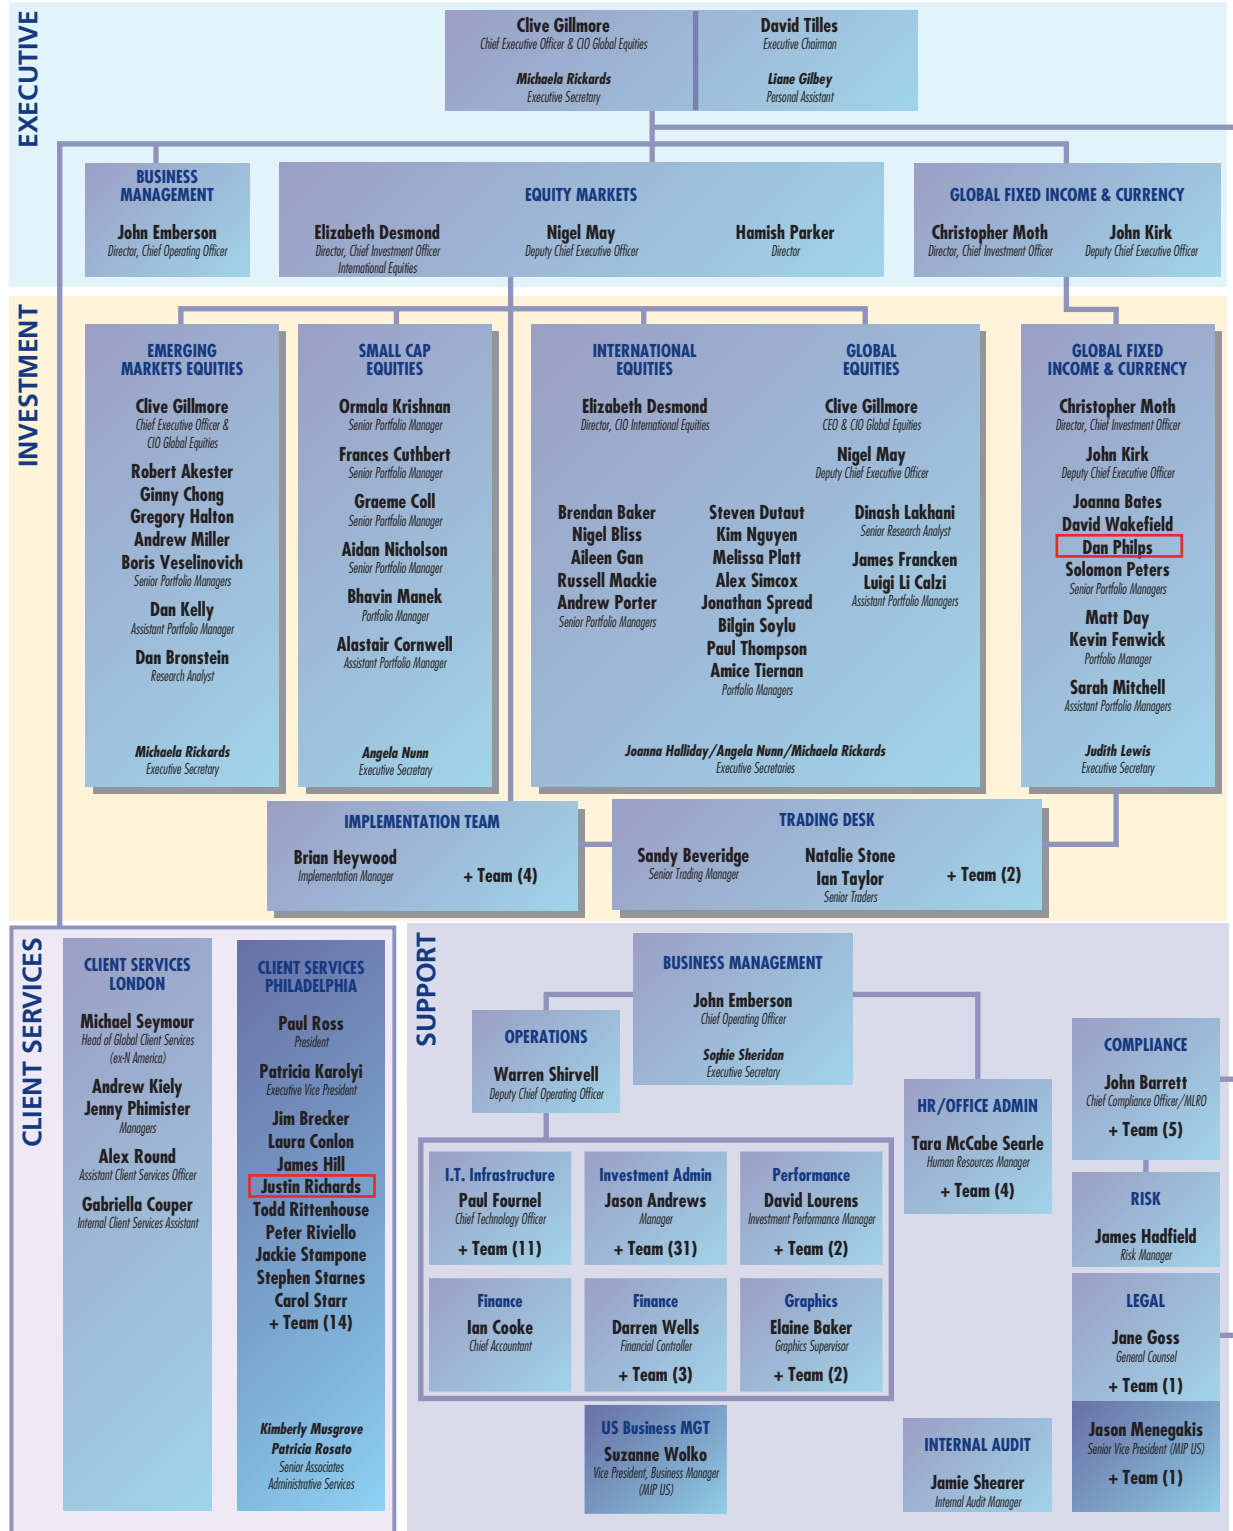 EXECUTIVE
Clive Gillmore
Chief Executive Officer & CIO Global Equities
Michaela Rickards
Executive Secretary
David Tilles
Executive Chairman
Liane Gilbey
Personal Assistant
BUSINESS
MANAGEMENT
John Emberson
Director, Chief Operating Officer
EQUITY MARKETS
Elizabeth Desmond
Director, Chief Investment Officer
International Equities
Nigel May
Deputy Chief Executive Officer
Hamish Parker
Director
GLOBAL FIXED INCOME & CURRENCY
Christopher Moth
Director, Chief Investment Officer
John Kirk
Deputy Chief Executive Officer
INVESTMENT
EMERGING
MARKETS EQUITIES
Clive Gillmore
Chief Executive Officer &
CIO Global Equities
Robert Akester
Ginny Chong
Gregory Halton
Andrew Miller
Boris Veselinovich
Senior Portfolio Managers
Dan Kelly
Assistant Portfolio Manager
Dan Bronstein
Research Analyst
Michaela Rickards
Executive Secretary
SMALL CAP
EQUITIES
Ormala Krishnan
Senior Portfolio Manager
Frances Cuthbert
Senior Portfolio Manager
Graeme Coll
Senior Portfolio Manager
Aidan Nicholson
Senior Portfolio Manager
Bhavin Manek
Portfolio Manager
Alastair Cornwell
Assistant Portfolio Manager
Angela Nunn
Executive Secretary
INTERNATIONAL
EQUITIES
Elizabeth Desmond
Director, CIO International Equities
Brendan Baker
Nigel Bliss
Aileen Gan
Russell Mackie
Andrew Porter
Senior Portfolio Managers
Steven Dutaut
Kim Nguyen
Melissa Platt
Alex Simcox
Jonathan Spread
Bilgin Soylu
Paul Thompson
Amice Tiernan
Portfolio Managers
GLOBAL
EQUITIES
Clive Gillmore
CEO & CIO Global Equities
Nigel May
Deputy Chief Executive Officer
Dinash Lakhani
Senior Research Analyst
James Francken
Luigi Li Calzi
Assistant Portfolio Managers
Joanna Halliday/Angela Nunn/Michaela Rickards
Executive Secretaries
GLOBAL FIXED
INCOME & CURRENCY
Christopher Moth
Director, Chief Investment Officer
John Kirk
Deputy Chief Executive Officer
Joanna Bates
David Wakefield
Dan Philps
Solomon Peters
Senior Portfolio Managers
Matt Day
Kevin Fenwick
Portfolio Manager
Sarah Mitchell
Assistant Portfolio Managers
Judith Lewis
Executive Secretary
IMPLEMENTATION TEAM
Brian Heywood
Implementation Manager
+ Team (4)
TRADING DESK
Sandy Beveridge
Senior Trading Manager
Natalie Stone
Ian Taylor
Senior Traders
+ Team (2)
CLIENT SERVICES
CLIENT SERVICES
LONDON
Michael Seymour
Head of Global Client Services
(ex-N America)
Andrew Kiely
Jenny Phimister
Managers
Alex Round
Assistant Client Services Officer
Gabriella Couper
Internal Client Services Assistant
CLIENT SERVICES
PHILADELPHIA
Paul Ross
President
Patricia Karolyi
Executive Vice President
Jim Brecker
Laura Conlon
James Hill
Justin Richards
Todd Rittenhouse
Peter Riviello
Jackie Stampone
Stephen Starnes
Carol Starr
+ Team (14)
Kimberly Musgrove
Patricia Rosato
Senior Associates
Administrative Services
SUPPORT
BUSINESS MANAGEMENT
John Emberson
Chief Operating Officer
Sophie Sheridan
Executive Secretary
OPERATIONS
Warren Shirvell
Deputy Chief Operating Officer
I.T. Infrastructure
Paul Fournel
Chief Technology Officer
+ Team (11)
Investment Admin
Jason Andrews
Manager
+ Team (31)
Performance
David Lourens
Investment Performance Manager
+ Team (2)
Finance
Ian Cooke
Chief Accountant
Finance
Darren Wells
Financial Controller
+ Team (3)
Graphics
Elaine Baker
Graphics Supervisor
+ Team (2)
US Business MGT
Suzanne Wolko
Vice President, Business Manager
(MIP US)
HR/OFFICE ADMIN
Tara McCabe Searle
Human Resources Manager
+ Team (4)
INTERNAL AUDIT
Jamie Shearer
Internal Audit Manager
COMPLIANCE
John Barrett
Chief Compliance Officer/MLRO
+ Team (5)
RISK
James Hadfield
Risk Manager
LEGAL
Jane Goss
General Counsel
+ Team (1)
Jason Menegakis
Senior Vice President (MIP US)
+ Team (1)